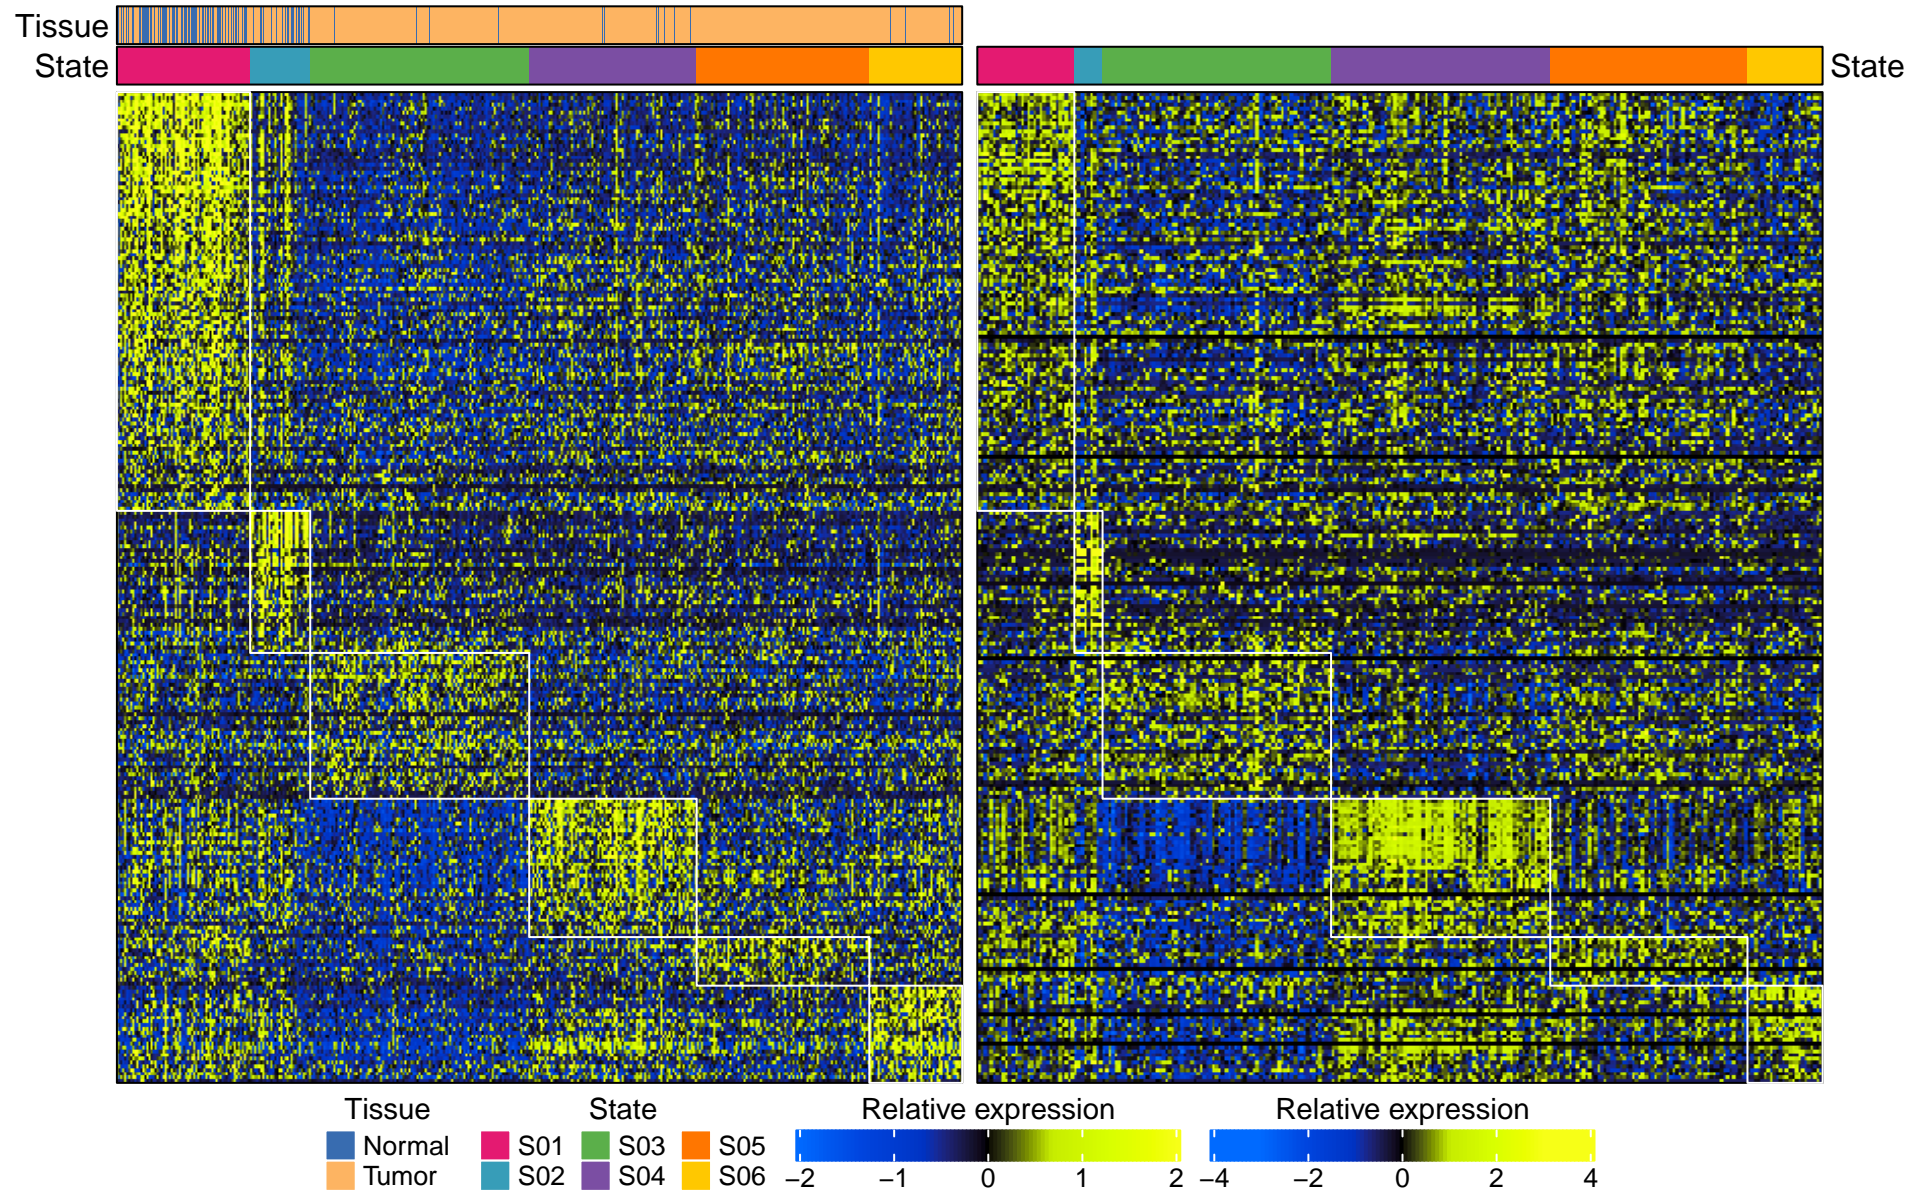 Tissue
State
State
Tissue State Relative expression Relative expression
Normal S01 S03 S05
Tumor S02 S04 S06
−2 −1 0 1 2 −4 −2 0 2 4